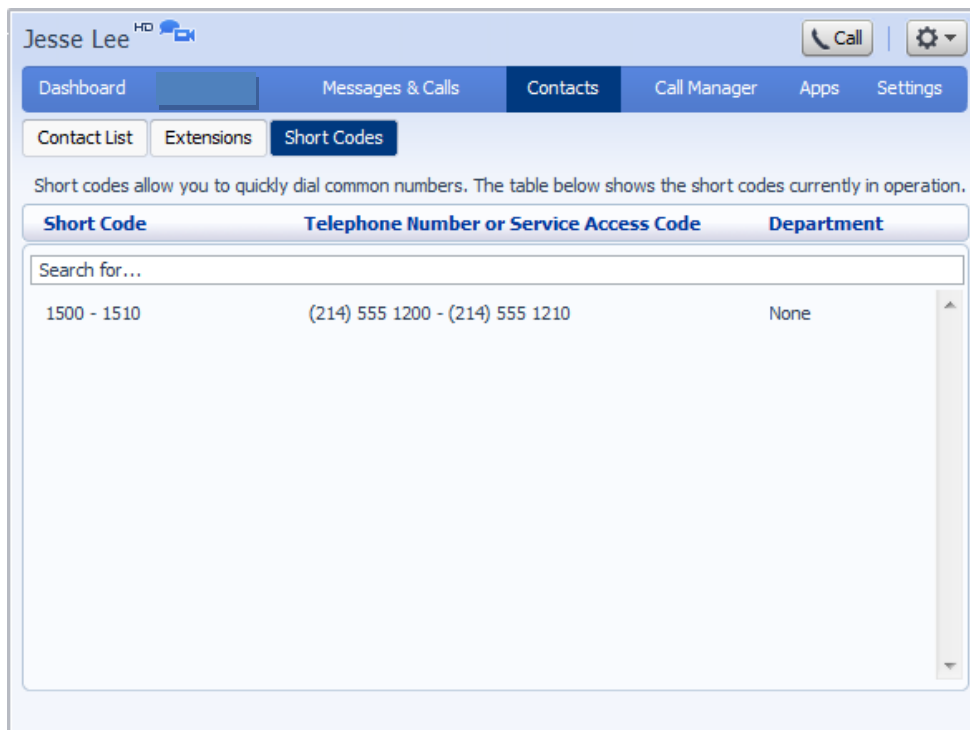 Jesse Lee HD
Call
Dashboard Messages & Calls Contacts Call Manager Apps Settings
Contact List Extensions Short Codes
Short codes allow you to quickly dial common numbers. The table below shows the short codes currently in operation.
Short Code Telephone Number or Service Access Code Department
Search for...
1500 - 1510 (214) 555 1200 - (214) 555 1210 None